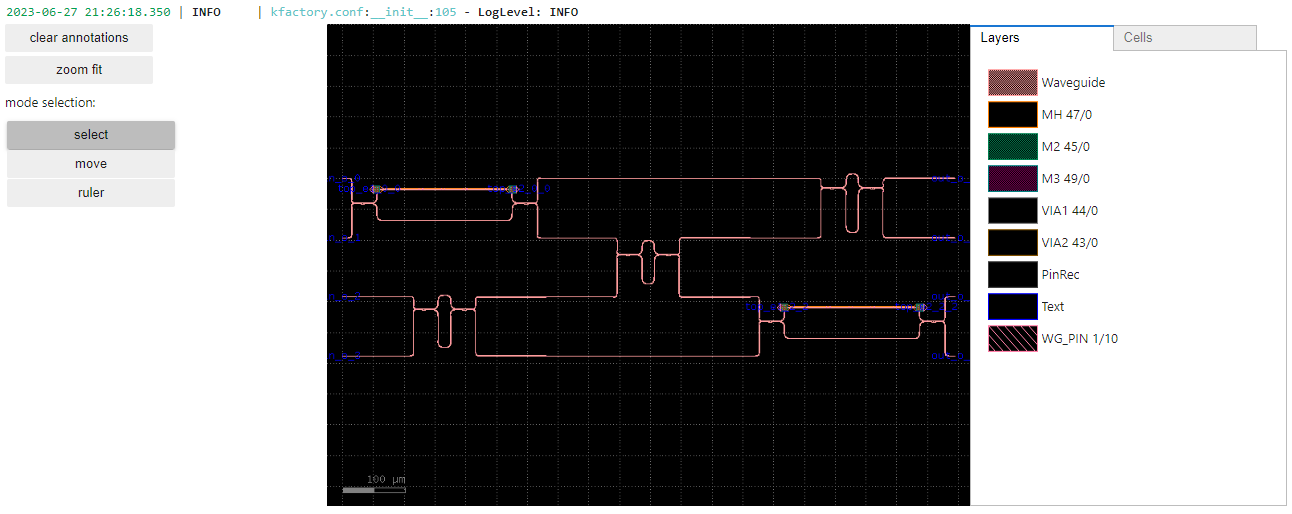 2023-06-27 21:26:18.350 | INFO     | kfactory.conf:__init__:105 - LogLevel: INFO
clear annotations
zoom fit
mode selection:
select
move
ruler
100 µm
Layers
Cells
Waveguide
MH 47/0
M2 45/0
M3 49/0
VIA1 44/0
VIA2 43/0
PinRec
Text
WG_PIN 1/10